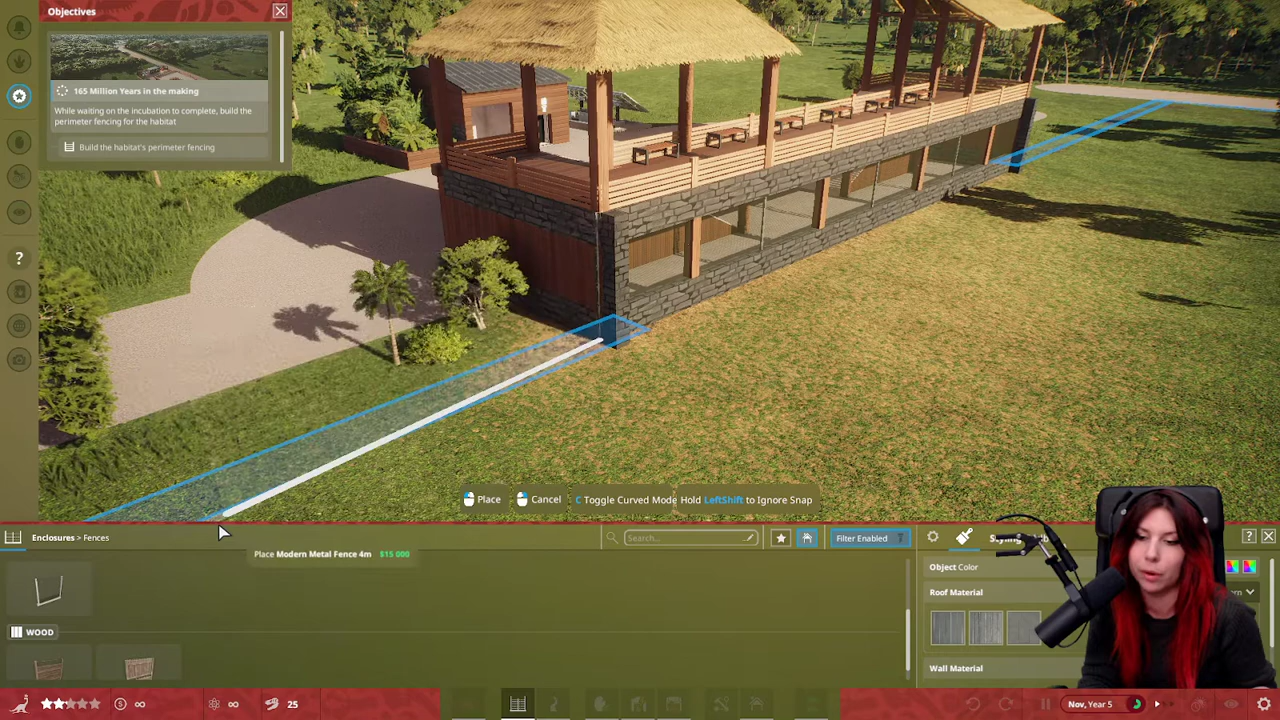 Objectives
165 Million Years in the making
While waiting on the incubation to complete, build the
perimeter fencing for the habitat
Build the habitat's perimeter fencing
?
Place
Cancel
C Toggle Curved Mode
Hold LeftShift to Ignore Snap
Enclosures > Fences
Search...
Filter Enabled
?
Place Modern Metal Fence 4m $15 000
Object Color
Roof Material
WOOD
Wall Material
∞
∞
25
Nov, Year 5